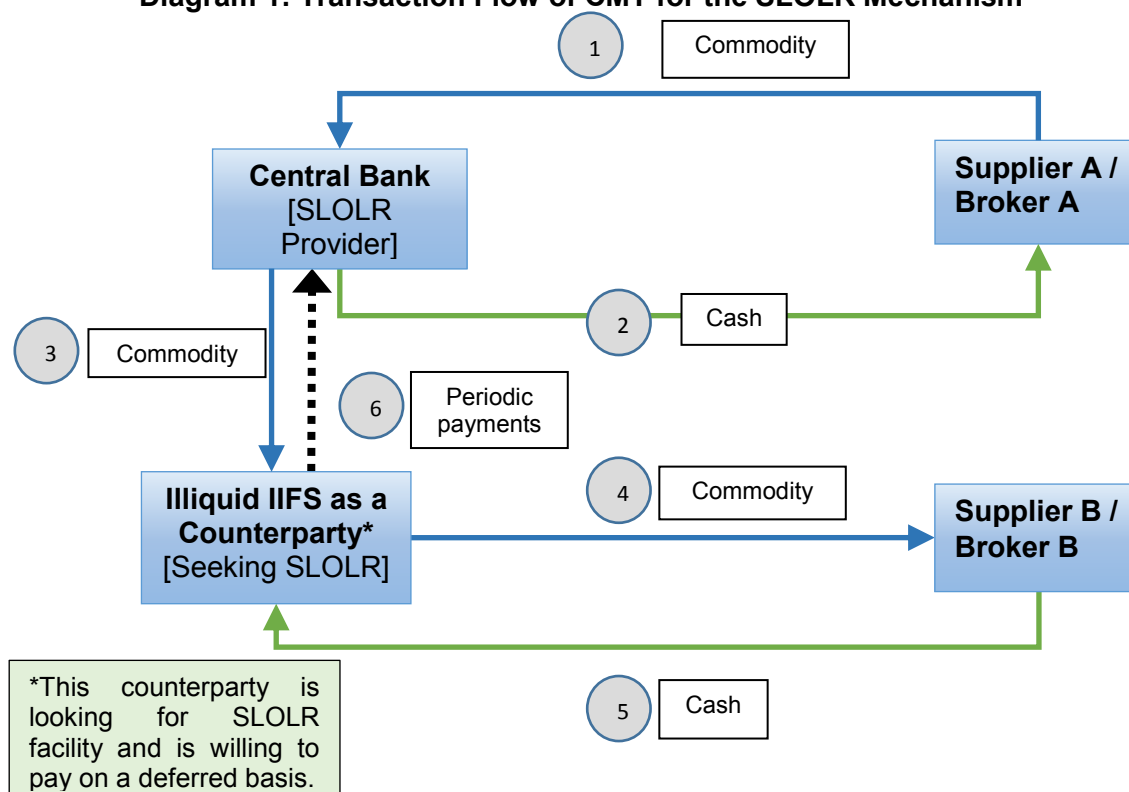 Diagram 1: Transaction Flow of CMT for the SLOLR Mechanism
1
Commodity
Central Bank
[SLOLR
Provider]
Supplier A /
Broker A
2
Cash
3
Commodity
6
Periodic
payments
Illiquid IIFS as a
Counterparty*
[Seeking SLOLR]
4
Commodity
Supplier B /
Broker B
*This counterparty is
looking for SLOLR
facility and is willing to
pay on a deferred basis.
5
Cash